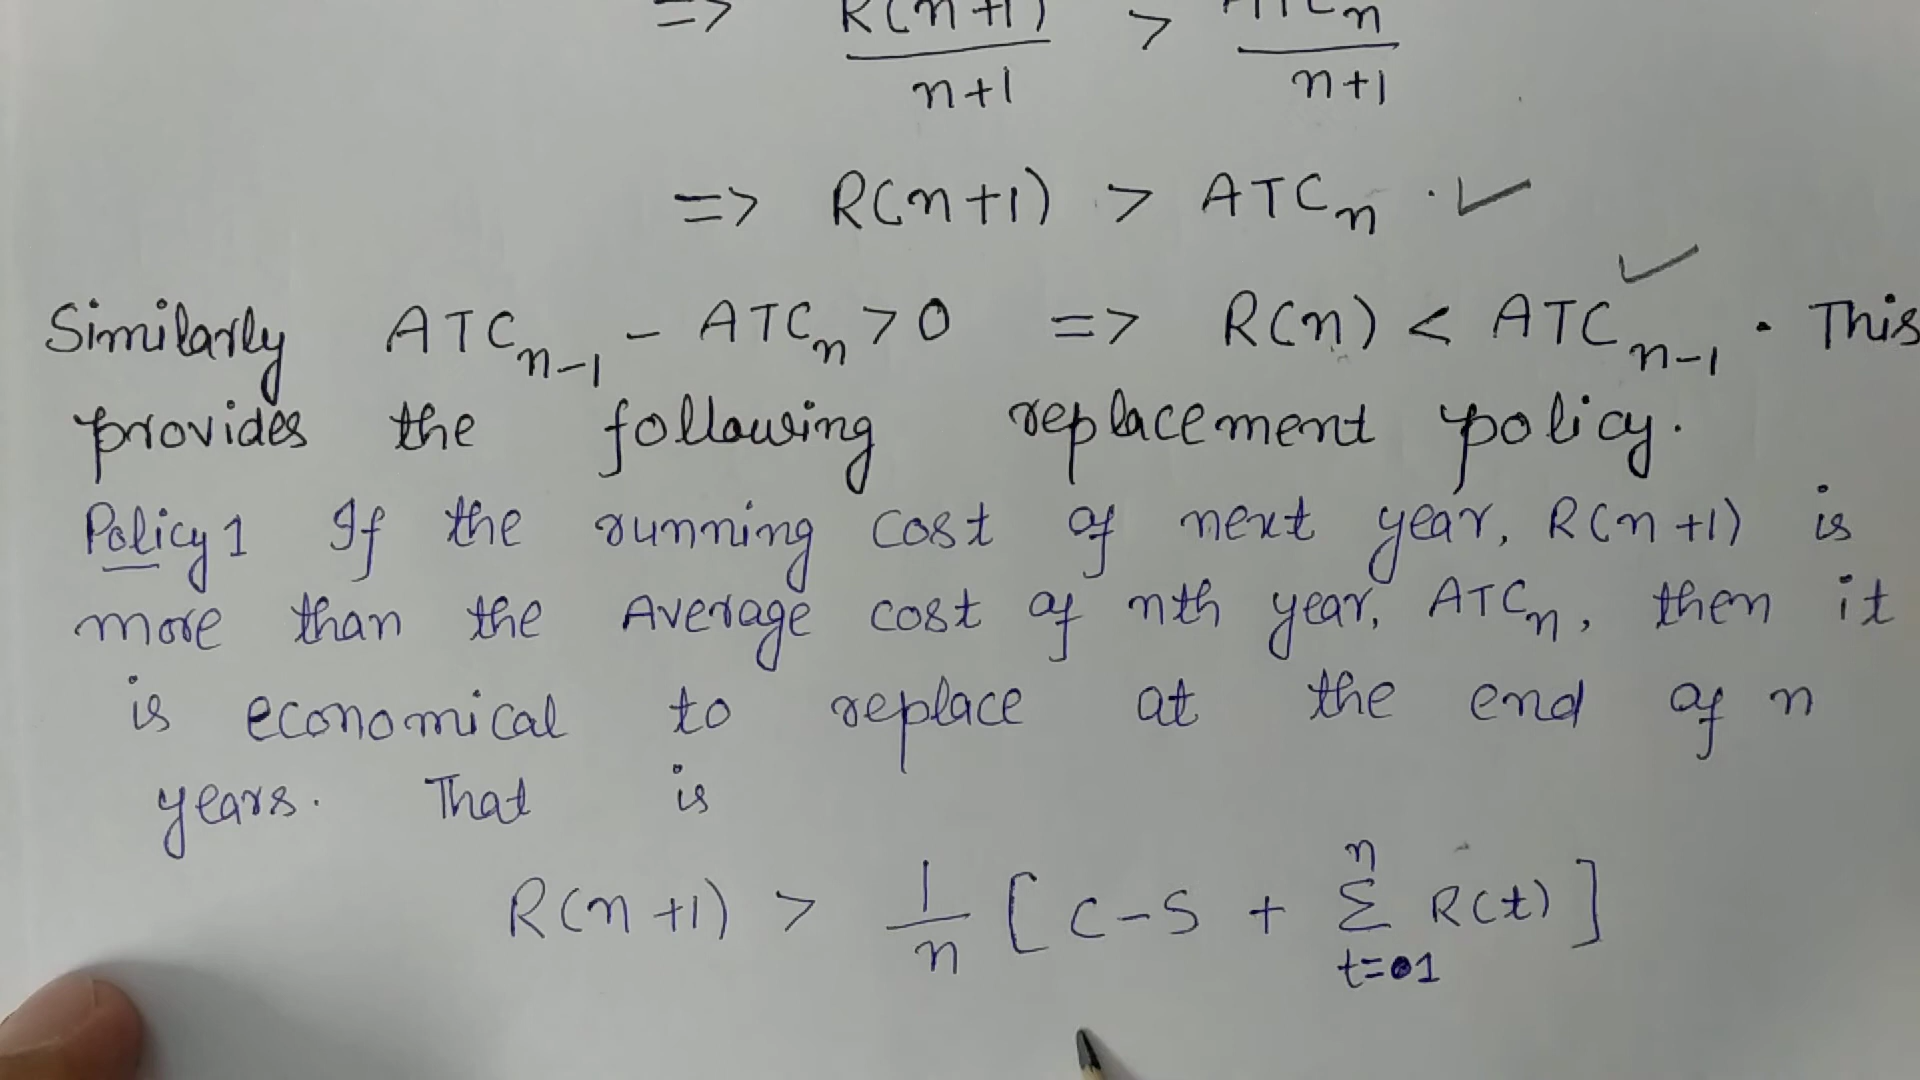 => R(n+1)/n+1 > ATCn/n+1
=> R(n+1) > ATCn .✓
Similarly ATCn-1 - ATCn > 0 => R(n) < ATCn-1 ✓. This
provides the following replacement policy.
Policy 1 If the running cost of next year, R(n+1) is
more than the Average cost of nth year, ATCn, then it
is economical to replace at the end of n
years. That is
R(n+1) > 1/n [C-S + Σ_{t=1}^{n} R(t)]